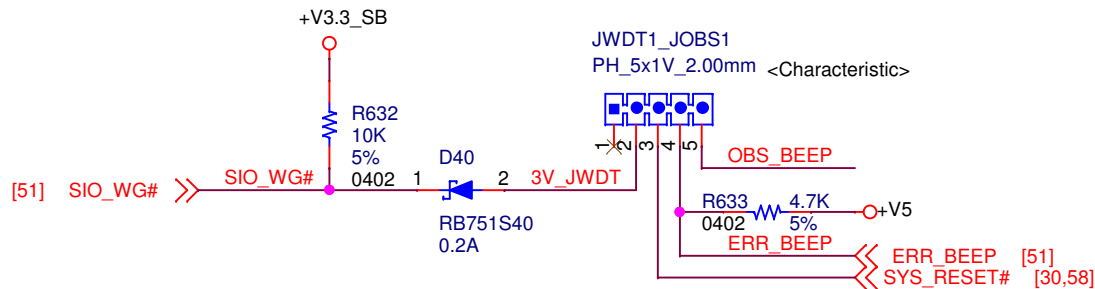 +V3.3_SB
JWDT1_JOBS1
PH_5x1V_2.00mm <Characteristic>
R632
10K
5%
0402
1 2 3 4 5
D40
OBS_BEEP
[51] SIO_WG# SIO_WG# 1 2 3V_JWDT
RB751S40
0.2A
R633 4.7K +V5
0402 5%
ERR_BEEP ERR_BEEP [51]
SYS_RESET# [30,58]